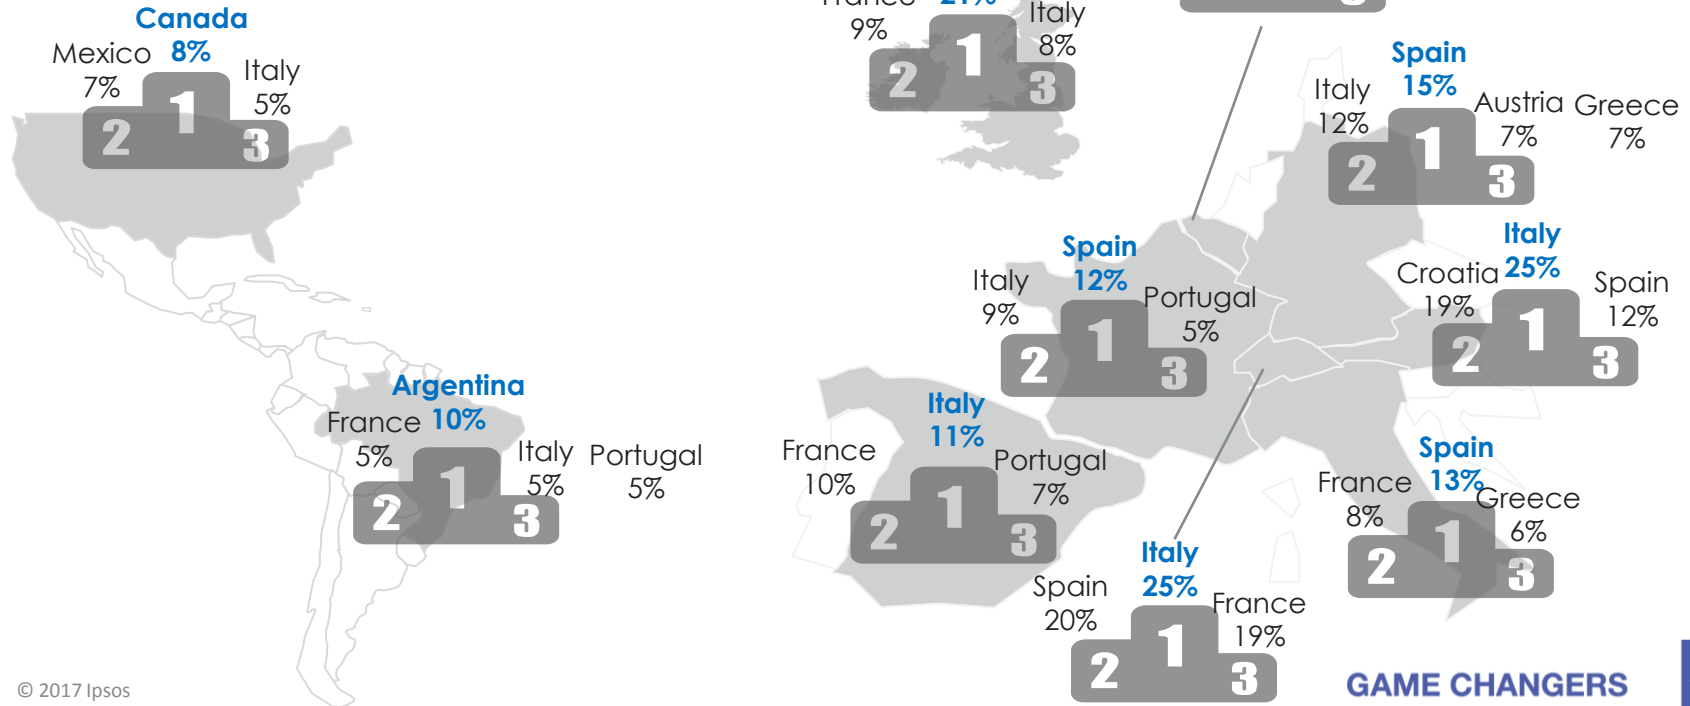 Canada
8%
Mexico
7%
Italy
5%
1
2
3
9%
Italy
8%
1
2
3
Spain
15%
Italy
12%
Austria
7%
Greece
7%
1
2
3
Spain
12%
Italy
9%
Portugal
5%
1
2
3
Italy
25%
Croatia
19%
Spain
12%
1
2
3
Argentina
10%
France
5%
Italy
5%
Portugal
5%
1
2
3
Italy
11%
France
10%
Portugal
7%
1
2
3
Spain
13%
France
8%
Greece
6%
1
2
3
Italy
25%
Spain
20%
France
19%
1
2
3
© 2017 Ipsos
GAME CHANGERS